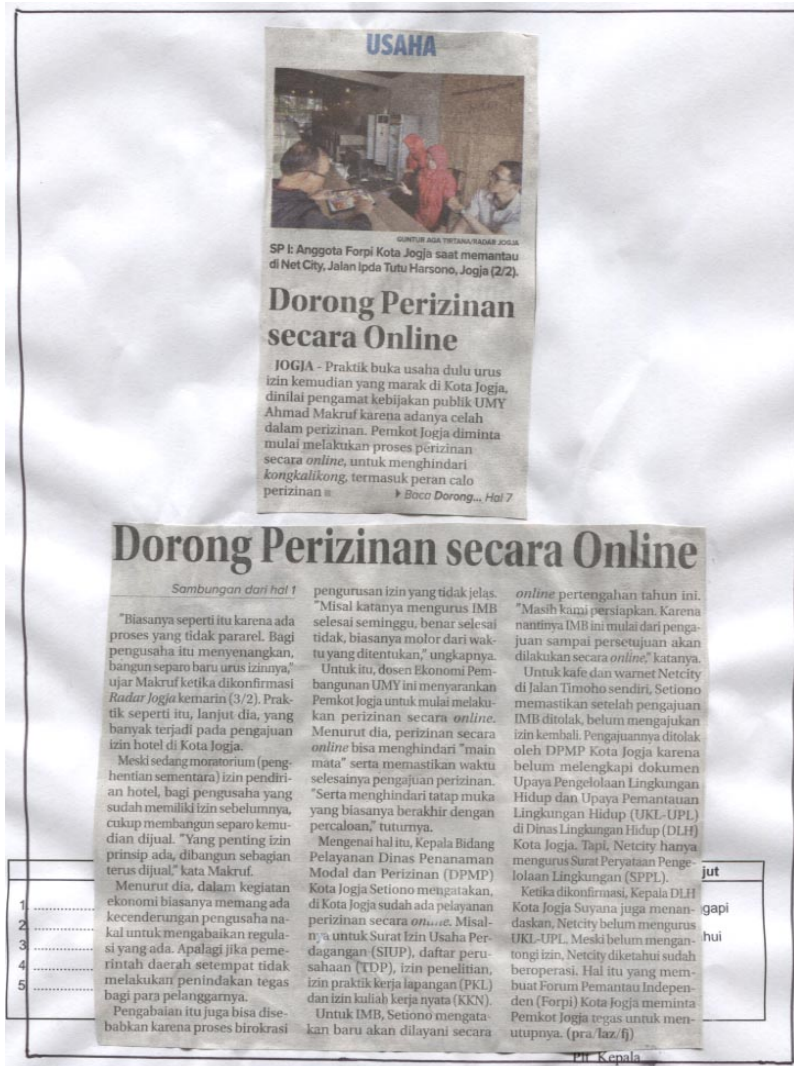 USAHA
GUNTUR AGA TIRTANA/RADAR JOGJA
SP I: Anggota Forpi Kota Jogja saat memantau
di Net City, Jalan Ipda Tutu Harsono, Jogja (2/2).
Dorong Perizinan
secara Online
JOGJA - Praktik buka usaha dulu urus
izin kemudian yang marak di Kota Jogja,
dinilai pengamat kebijakan publik UMY
Ahmad Makruf karena adanya celah
dalam perizinan. Pemkot Jogja diminta
mulai melakukan proses perizinan
secara online, untuk menghindari
kongkalikong, termasuk peran calo
perizinan
Baca Dorong... Hal 7
Dorong Perizinan secara Online
Sambungan dari hal 1
"Biasanya seperti itu karena ada
proses yang tidak pararel. Bagi
pengusaha itu menyenangkan,
bangun separo baru urus izinnya,"
ujar Makruf ketika dikonfirmasi
Radar Jogja kemarin (3/2). Prak-
tik seperti itu, lanjut dia, yang
banyak terjadi pada pengajuan
izin hotel di Kota Jogja.
Meski sedang moratorium (peng-
hentian sementara) izin pendiri-
an hotel, bagi pengusaha yang
sudah memiliki izin sebelumnya,
cukup membangun separo kemu-
dian dijual. "Yang penting izin
prinsip ada, dibangun sebagian
terus dijual," kata Makruf.
Menurut dia, dalam kegiatan
ekonomi biasanya memang ada
kecenderungan pengusaha na-
kal untuk mengabaikan regula-
si yang ada. Apalagi jika peme-
rintah daerah setempat tidak
melakukan penindakan tegas
bagi para pelanggarnya.
Pengabaian itu juga bisa dise-
babkan karena proses birokrasi
pengurusan izin yang tidak jelas.
"Misal katanya mengurus IMB
selesai seminggu, benar selesai
tidak, biasanya molor dari wak-
tu yang ditentukan," ungkapnya.
Untuk itu, dosen Ekonomi Pem-
bangunan UMY ini menyarankan
Pemkot Jogja untuk mulai melaku-
kan perizinan secara online.
Menurut dia, perizinan secara
online bisa menghindari "main
mata" serta memastikan waktu
selesainya pengajuan perizinan.
"Serta menghindari tatap muka
yang biasanya berakhir dengan
percaloan," tuturnya.
Mengenai hal itu, Kepala Bidang
Pelayanan Dinas Penanaman
Modal dan Perizinan (DPMP)
Kota Jogja Setiono mengatakan,
di Kota Jogja sudah ada pelayanan
perizinan secara online. Misal-
nya untuk Surat Izin Usaha Per-
dagangan (SIUP), daftar peru-
sahaan (TDP), izin penelitian,
izin praktik kerja lapangan (PKL)
dan izin kuliah kerja nyata (KKN).
Untuk IMB, Setiono mengata-
kan baru akan dilayani secara
online pertengahan tahun ini.
"Masih kami persiapkan. Karena
nantinya IMB ini mulai dari penga-
juan sampai persetujuan akan
dilakukan secara online," katanya.
Untuk kafe dan warnet Netcity
di Jalan Timoho sendiri, Setiono
memastikan setelah pengajuan
IMB ditolak, belum mengajukan
izin kembali. Pengajuannya ditolak
oleh DPMP Kota Jogja karena
belum melengkapi dokumen
Upaya Pengelolaan Lingkungan
Hidup dan Upaya Pemantauan
Lingkungan Hidup (UKL-UPL)
di Dinas Lingkungan Hidup (DLH)
Kota Jogja. Tapi, Netcity hanya
mengurus Surat Peryataan Penge-
lolaan Lingkungan (SPPL).
Ketika dikonfirmasi, Kepala DLH
Kota Jogja Suyana juga menan-
daskan, Netcity belum mengurus
UKL-UPL. Meski belum mengan-
tongi izin, Netcity diketahui sudah
beroperasi. Hal itu yang mem-
buat Forum Pemantau Indepen-
den (Forpi) Kota Jogja meminta
Pemkot Jogja tegas untuk men-
utupnya. (pra/laz/fj)
1
2
3
4
5
jut
gapi
hui
Plt Kepala